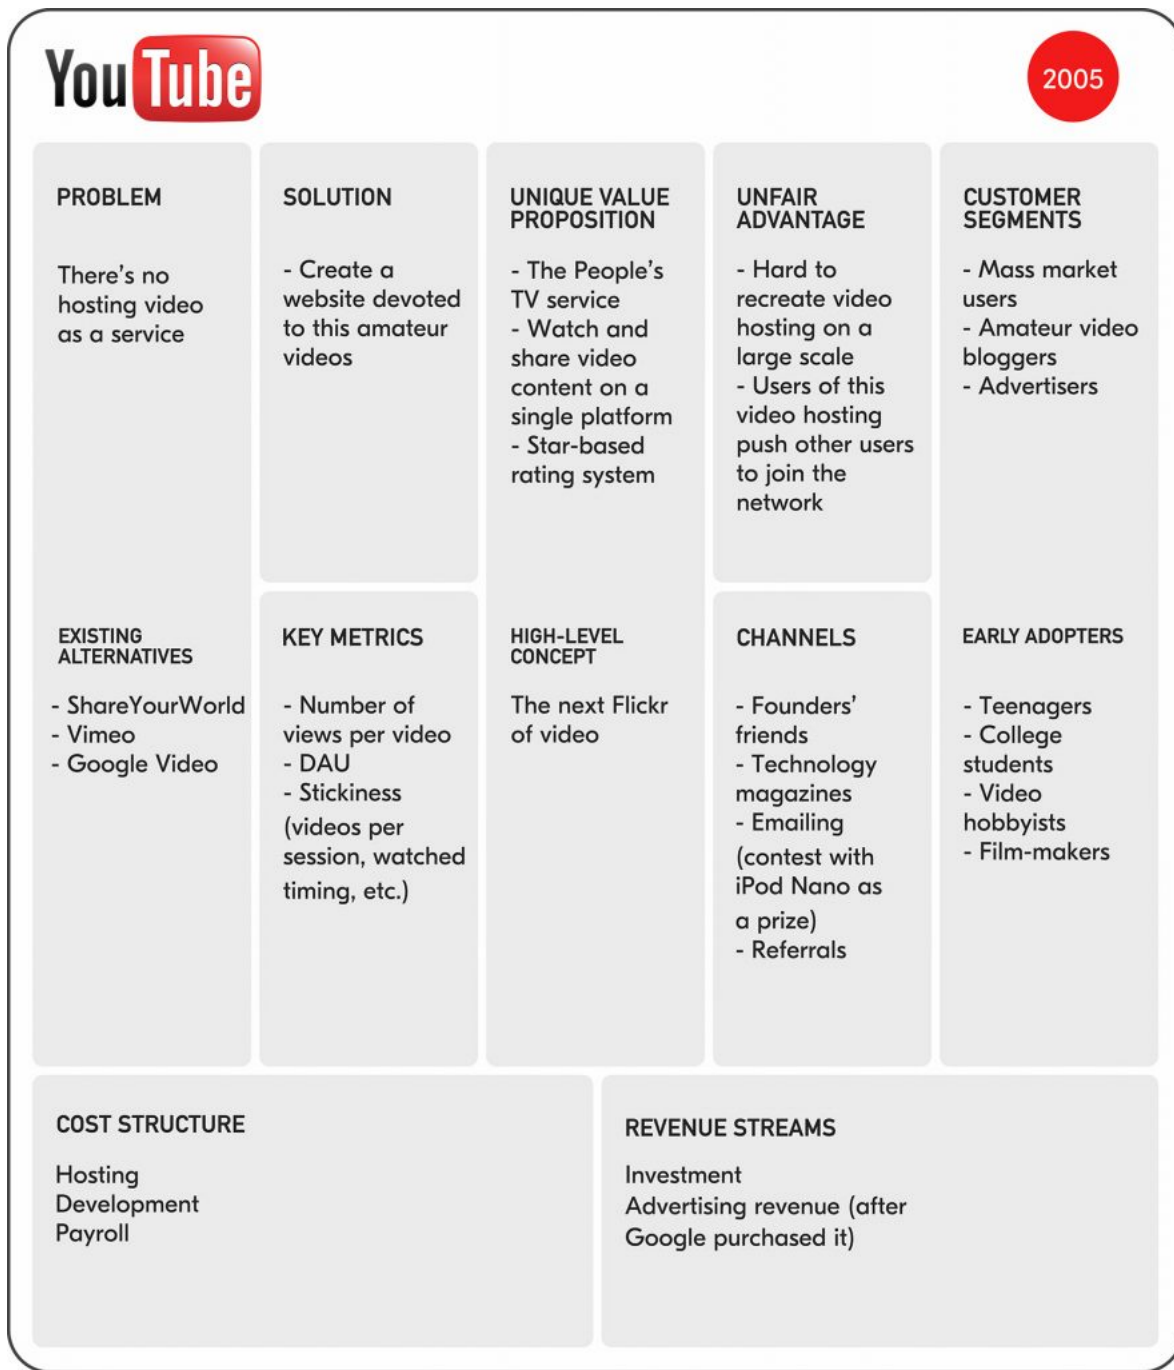 YouTube
2005
PROBLEM
There's no
hosting video
as a service
EXISTING
ALTERNATIVES
- ShareYourWorld
- Vimeo
- Google Video
SOLUTION
- Create a
website devoted
to this amateur
videos
KEY METRICS
- Number of
views per video
- DAU
- Stickiness
(videos per
session, watched
timing, etc.)
UNIQUE VALUE
PROPOSITION
- The People's
TV service
- Watch and
share video
content on a
single platform
- Star-based
rating system
HIGH-LEVEL
CONCEPT
The next Flickr
of video
UNFAIR
ADVANTAGE
- Hard to
recreate video
hosting on a
large scale
- Users of this
video hosting
push other users
to join the
network
CHANNELS
- Founders'
friends
- Technology
magazines
- Emailing
(contest with
iPod Nano as
a prize)
- Referrals
CUSTOMER
SEGMENTS
- Mass market
users
- Amateur video
bloggers
- Advertisers
EARLY ADOPTERS
- Teenagers
- College
students
- Video
hobbyists
- Film-makers
COST STRUCTURE
Hosting
Development
Payroll
REVENUE STREAMS
Investment
Advertising revenue (after
Google purchased it)